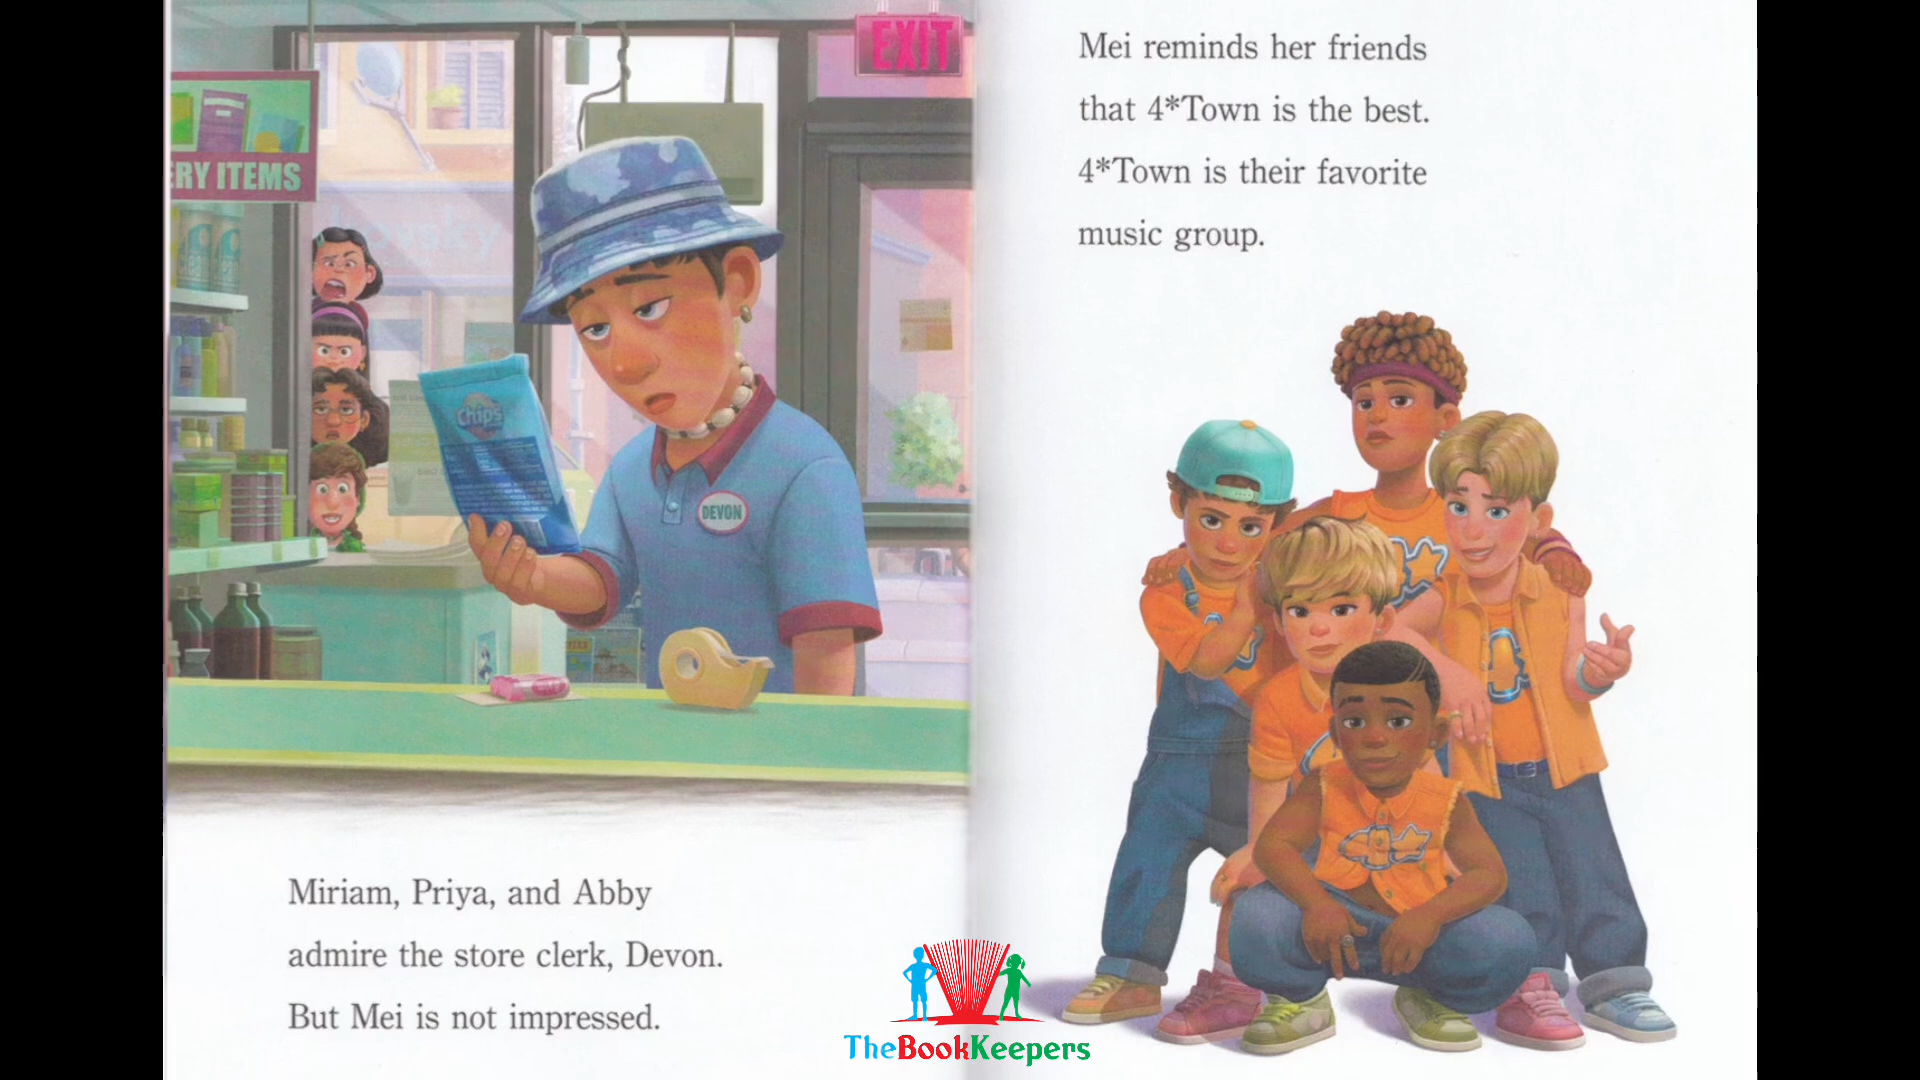 EXIT
ERY ITEMS
Chips
DEVON
Miriam, Priya, and Abby
admire the store clerk, Devon.
But Mei is not impressed.
Mei reminds her friends
that 4*Town is the best.
4*Town is their favorite
music group.
TheBookKeepers